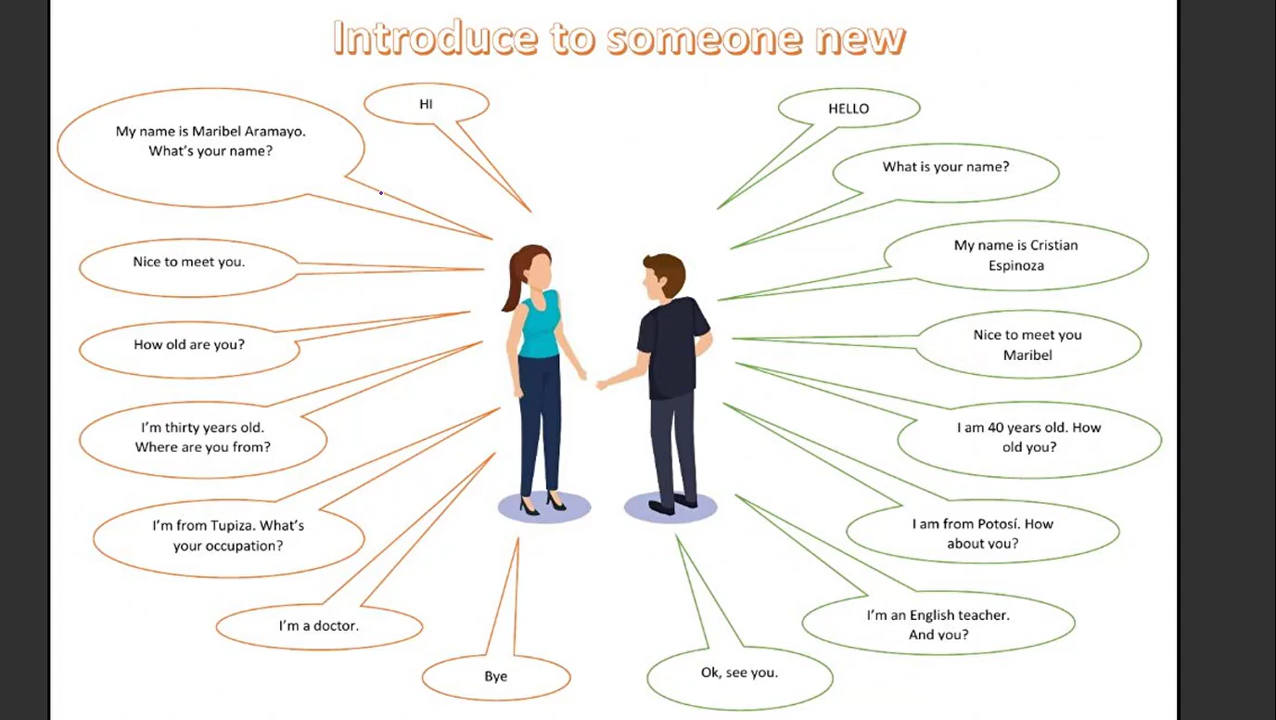 Introduce to someone new
HI
HELLO
My name is Maribel Aramayo.
What's your name?
What is your name?
Nice to meet you.
My name is Cristian
Espinoza
How old are you?
Nice to meet you
Maribel
I'm thirty years old.
Where are you from?
I am 40 years old. How
old you?
I'm from Tupiza. What's
your occupation?
I am from Potosí. How
about you?
I'm a doctor.
I'm an English teacher.
And you?
Bye
Ok, see you.